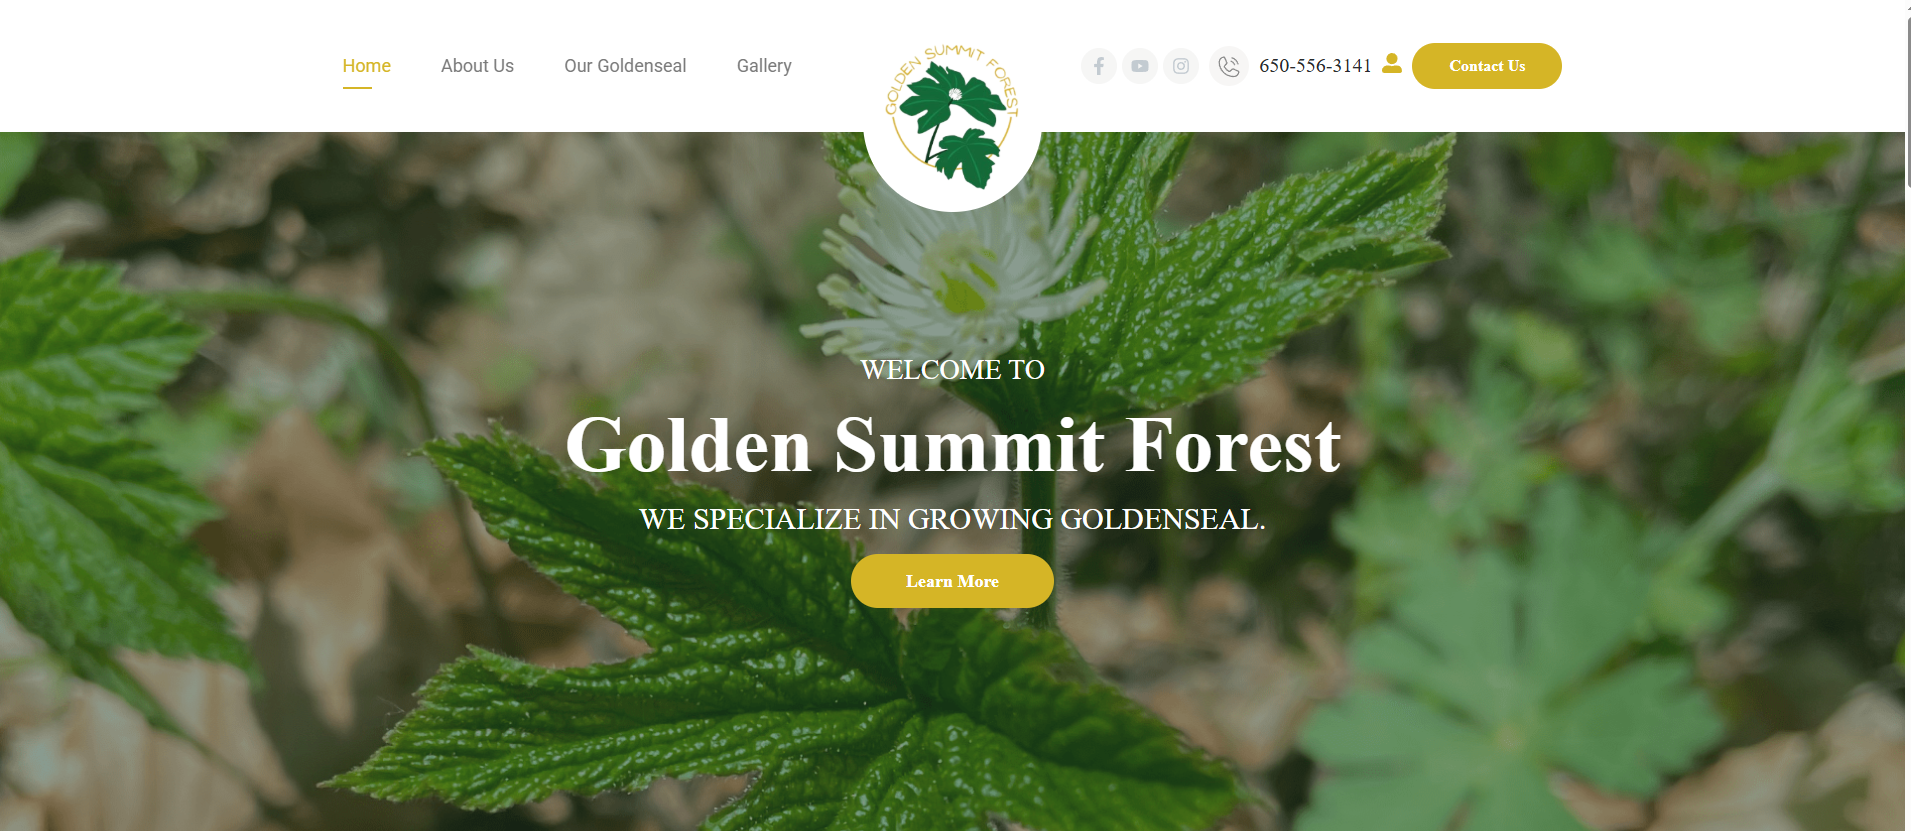 Home
About Us
Our Goldenseal
Gallery
GOLDEN SUMMIT FOREST
650-556-3141
Contact Us
WELCOME TO
Golden Summit Forest
WE SPECIALIZE IN GROWING GOLDENSEAL.
Learn More